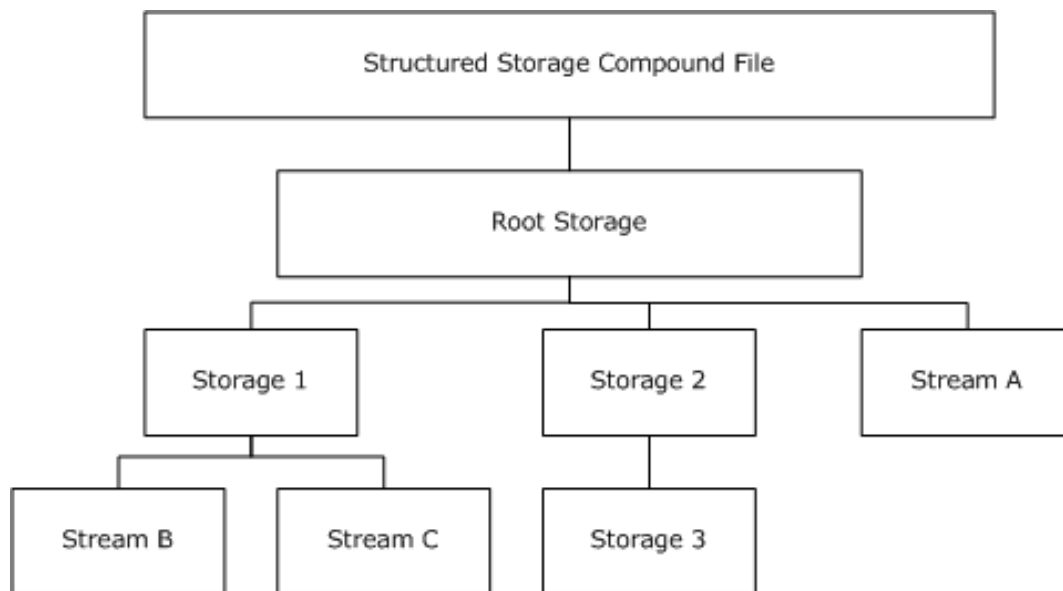 Structured Storage Compound File
Root Storage
Storage 1
Storage 2
Stream A
Stream B
Stream C
Storage 3